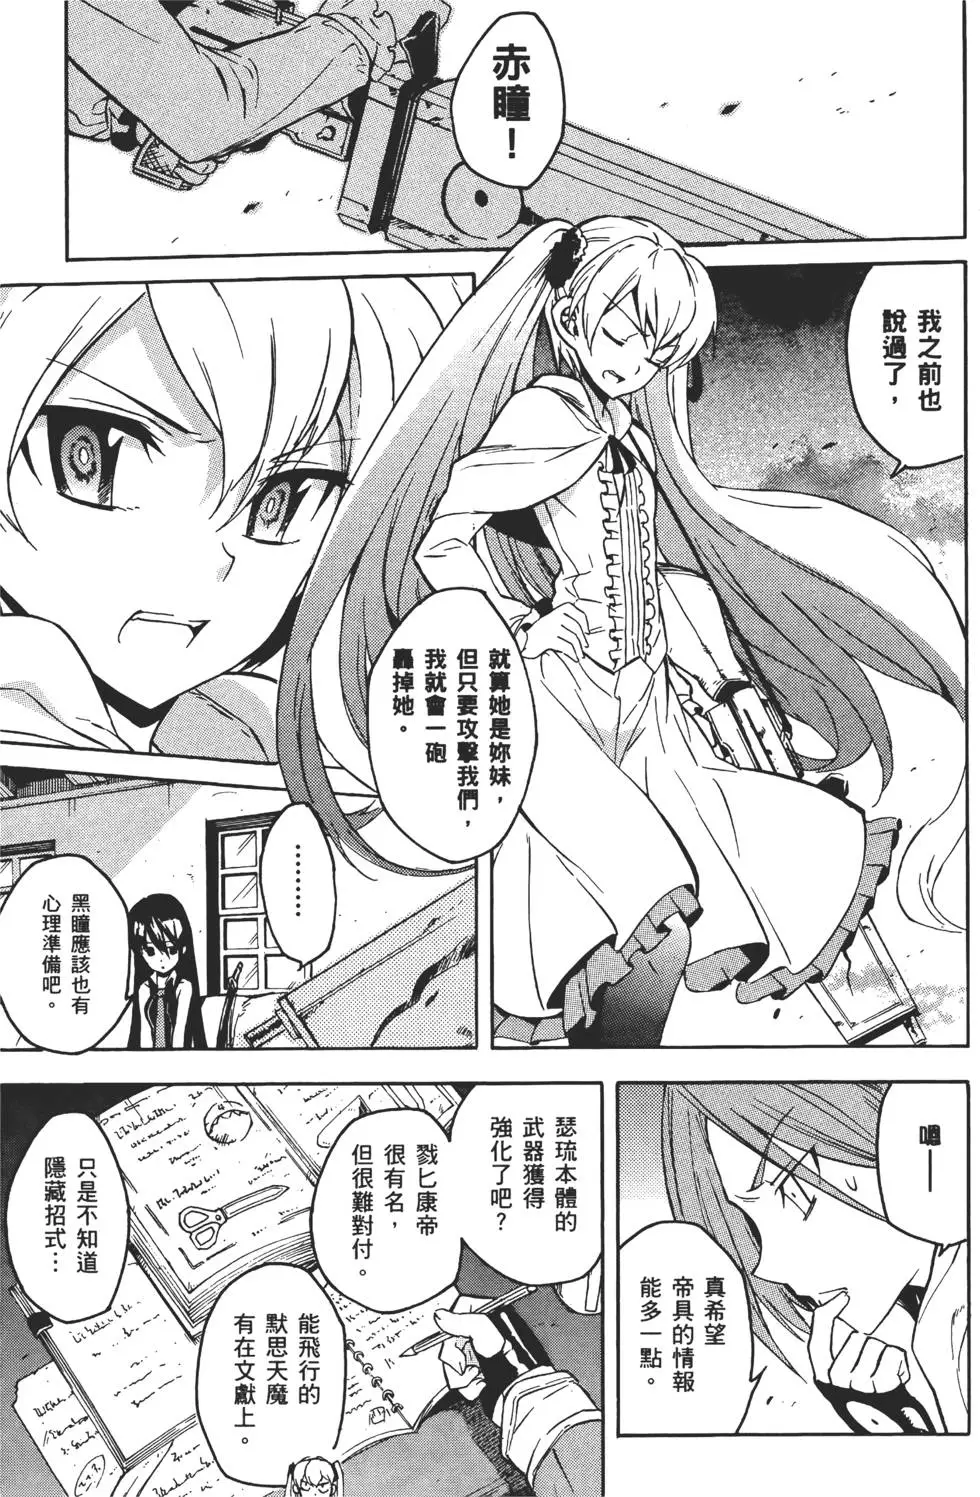 赤瞳！
我之前也
說過了，
就算她是妳妹，
但只要攻擊我們，
我就會一砲
轟掉她。
………
黑瞳應該也有
心理準備吧。
嗯——
真希望
帝具的情報
能多一點。
瑟琉本體的
武器獲得
強化了吧？
戮匕康帝
很有名，
但很難對付。
能飛行的
默思天魔
有在文獻上。
只是不知道
隱藏招式…